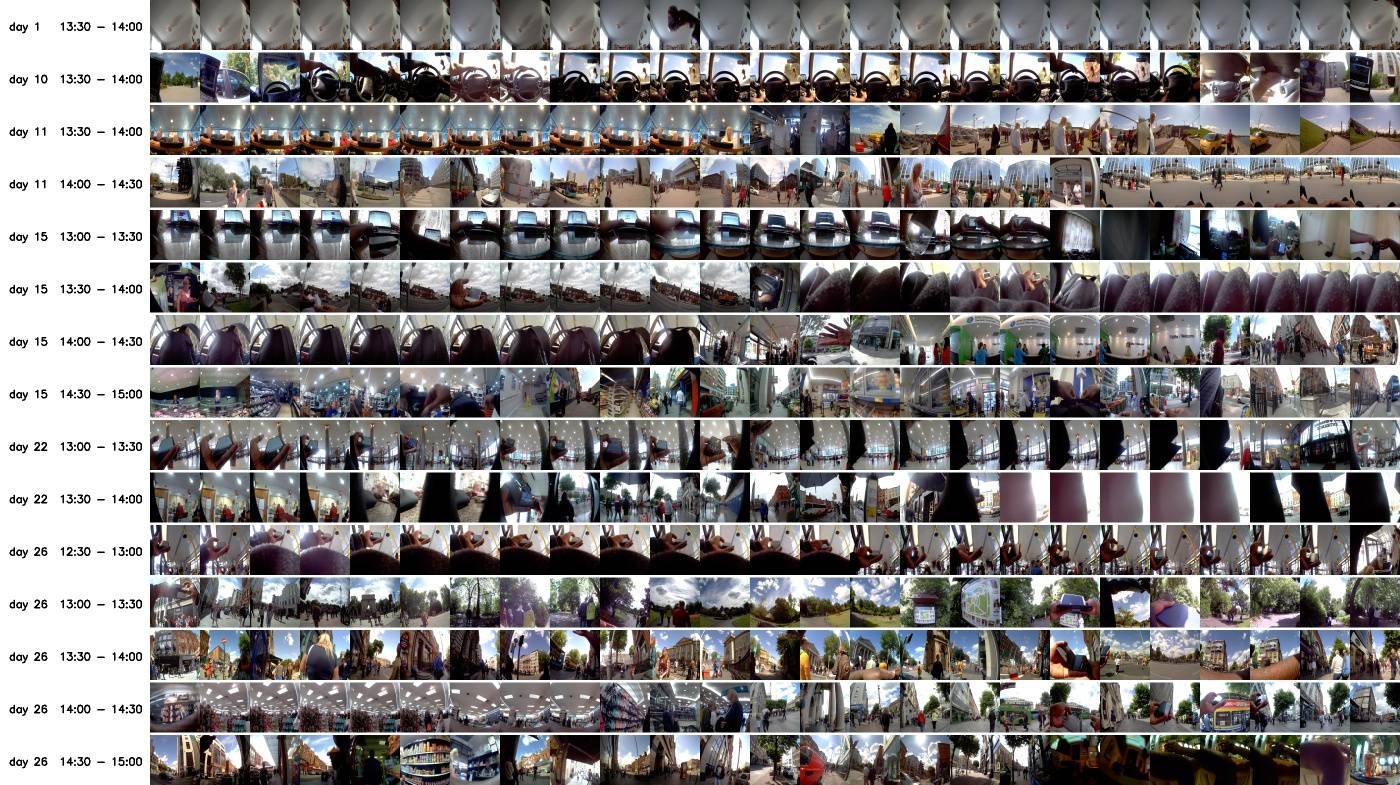 day 1 13:30 – 14:00
day 10 13:30 – 14:00
day 11 13:30 – 14:00
day 11 14:00 – 14:30
day 15 13:00 – 13:30
day 15 13:30 – 14:00
day 15 14:00 – 14:30
day 15 14:30 – 15:00
day 22 13:00 – 13:30
day 22 13:30 – 14:00
day 26 12:30 – 13:00
day 26 13:00 – 13:30
day 26 13:30 – 14:00
day 26 14:00 – 14:30
day 26 14:30 – 15:00